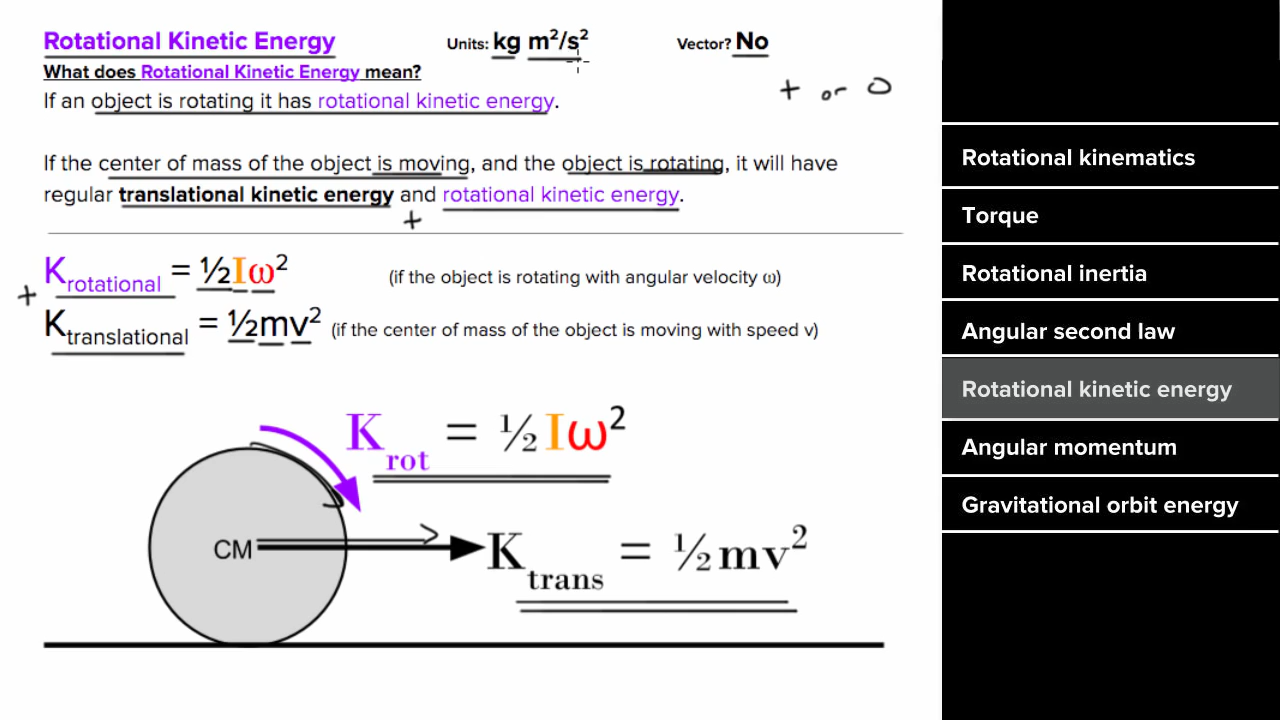 Rotational Kinetic Energy Units: kg m²/s² Vector? No
What does Rotational Kinetic Energy mean?
+ or 0
If an object is rotating it has rotational kinetic energy.
If the center of mass of the object is moving, and the object is rotating, it will have
regular translational kinetic energy and rotational kinetic energy.
+
K rotational = ½Iω² (if the object is rotating with angular velocity ω)
+
K translational = ½mv² (if the center of mass of the object is moving with speed v)
K rot = ½Iω²
CM
K trans = ½mv²
Rotational kinematics
Torque
Rotational inertia
Angular second law
Rotational kinetic energy
Angular momentum
Gravitational orbit energy